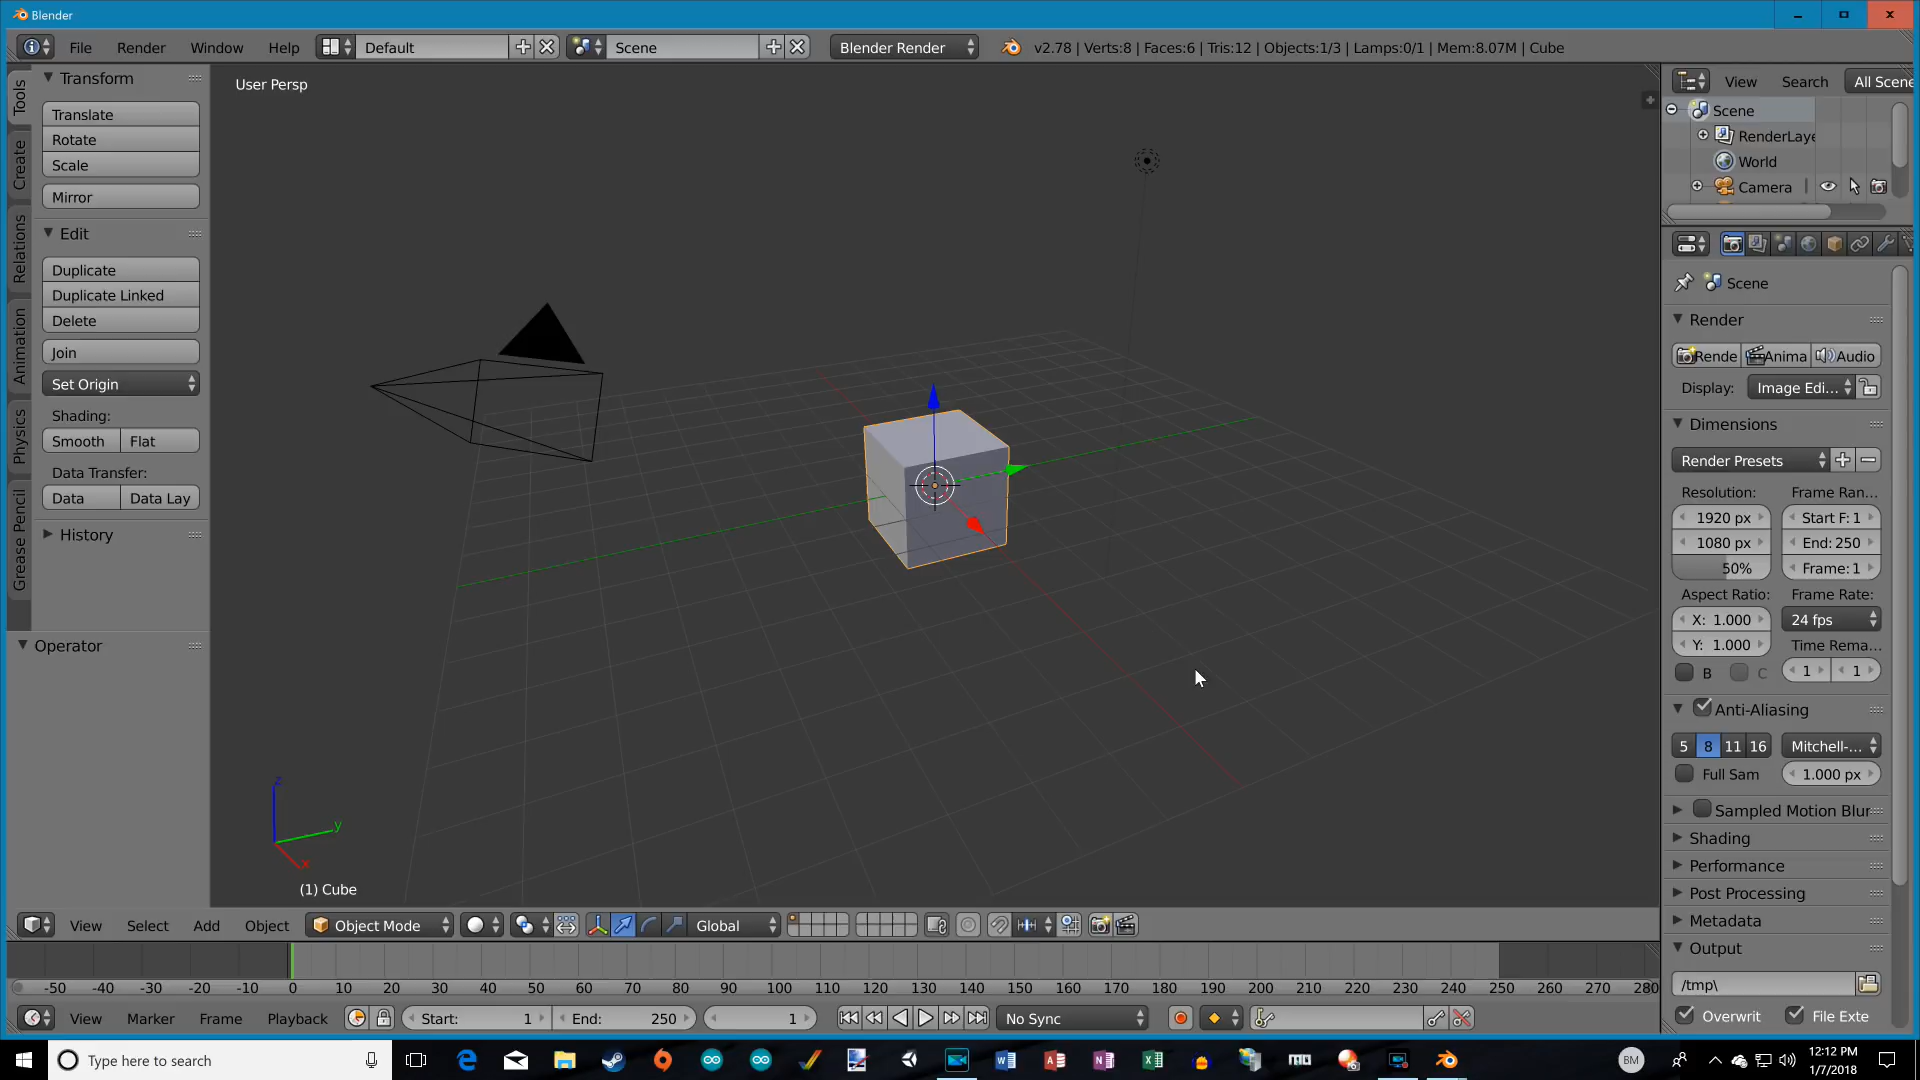 Blender
File Render Window Help Default Scene Blender Render v2.78 | Verts:8 | Faces:6 | Tris:12 | Objects:1/3 | Lamps:0/1 | Mem:8.07M | Cube
Tools
Create
Relations
Animation
Physics
Grease Pencil
Transform
Translate
Rotate
Scale
Mirror
Edit
Duplicate
Duplicate Linked
Delete
Join
Set Origin
Shading:
Smooth Flat
Data Transfer:
Data Data Lay
History
Operator
User Persp
z
y
x
(1) Cube
View Search All Scene
Scene
RenderLaye
World
Camera |
Scene
Render
Rende Anima Audio
Display: Image Edi...
Dimensions
Render Presets
Resolution: Frame Ran...
1920 px Start F: 1
1080 px End: 250
50% Frame: 1
Aspect Ratio: Frame Rate:
X: 1.000 24 fps
Y: 1.000 Time Rema...
B C 1 1
Anti-Aliasing
5 8 11 16 Mitchell-...
Full Sam 1.000 px
Sampled Motion Blur
Shading
Performance
Post Processing
Metadata
Output
/tmp\
Overwrit File Exte
View Select Add Object Object Mode Global
-50 -40 -30 -20 -10 0 10 20 30 40 50 60 70 80 90 100 110 120 130 140 150 160 170 180 190 200 210 220 230 240 250 260 270 280
View Marker Frame Playback Start: 1 End: 250 1 No Sync
Type here to search
BM
12:12 PM
1/7/2018